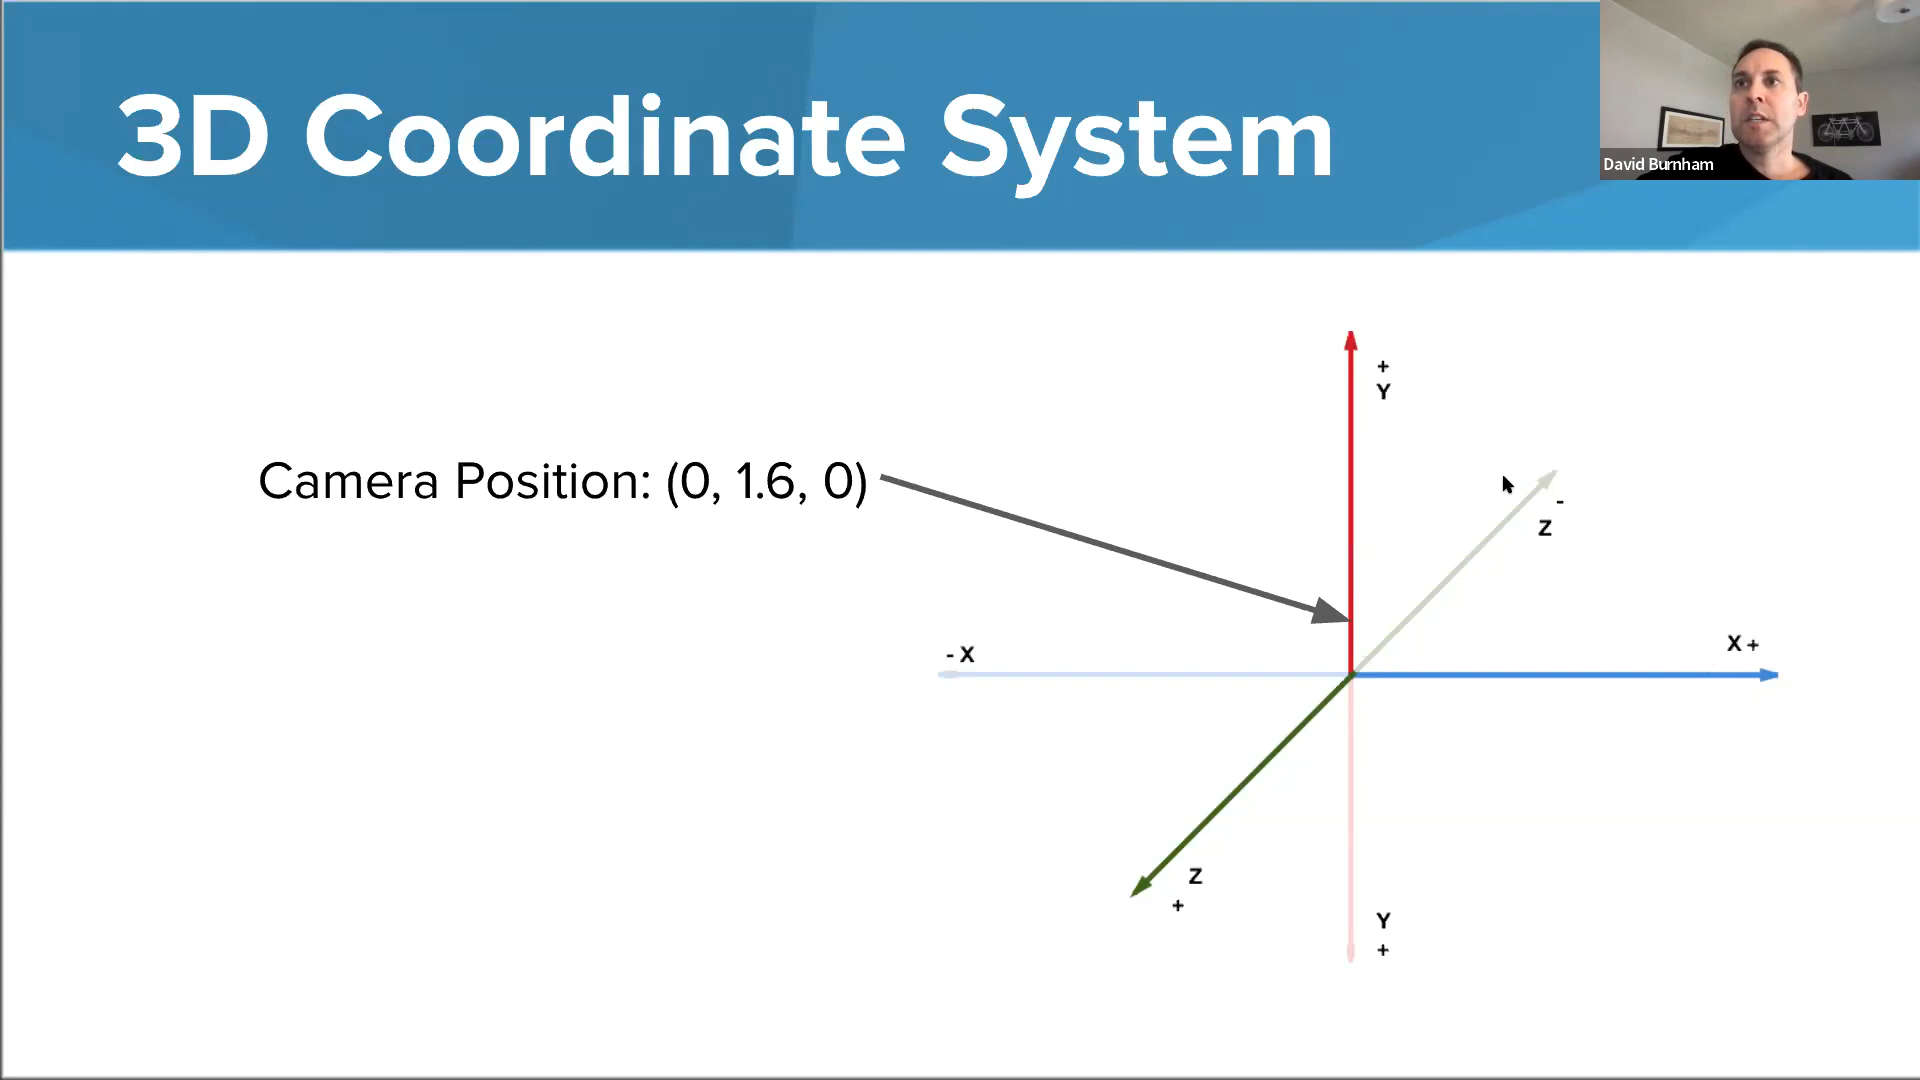 3D Coordinate System
David Burnham
+
Y
Camera Position: (0, 1.6, 0)
-
Z
- X
X +
Z
+
Y
+